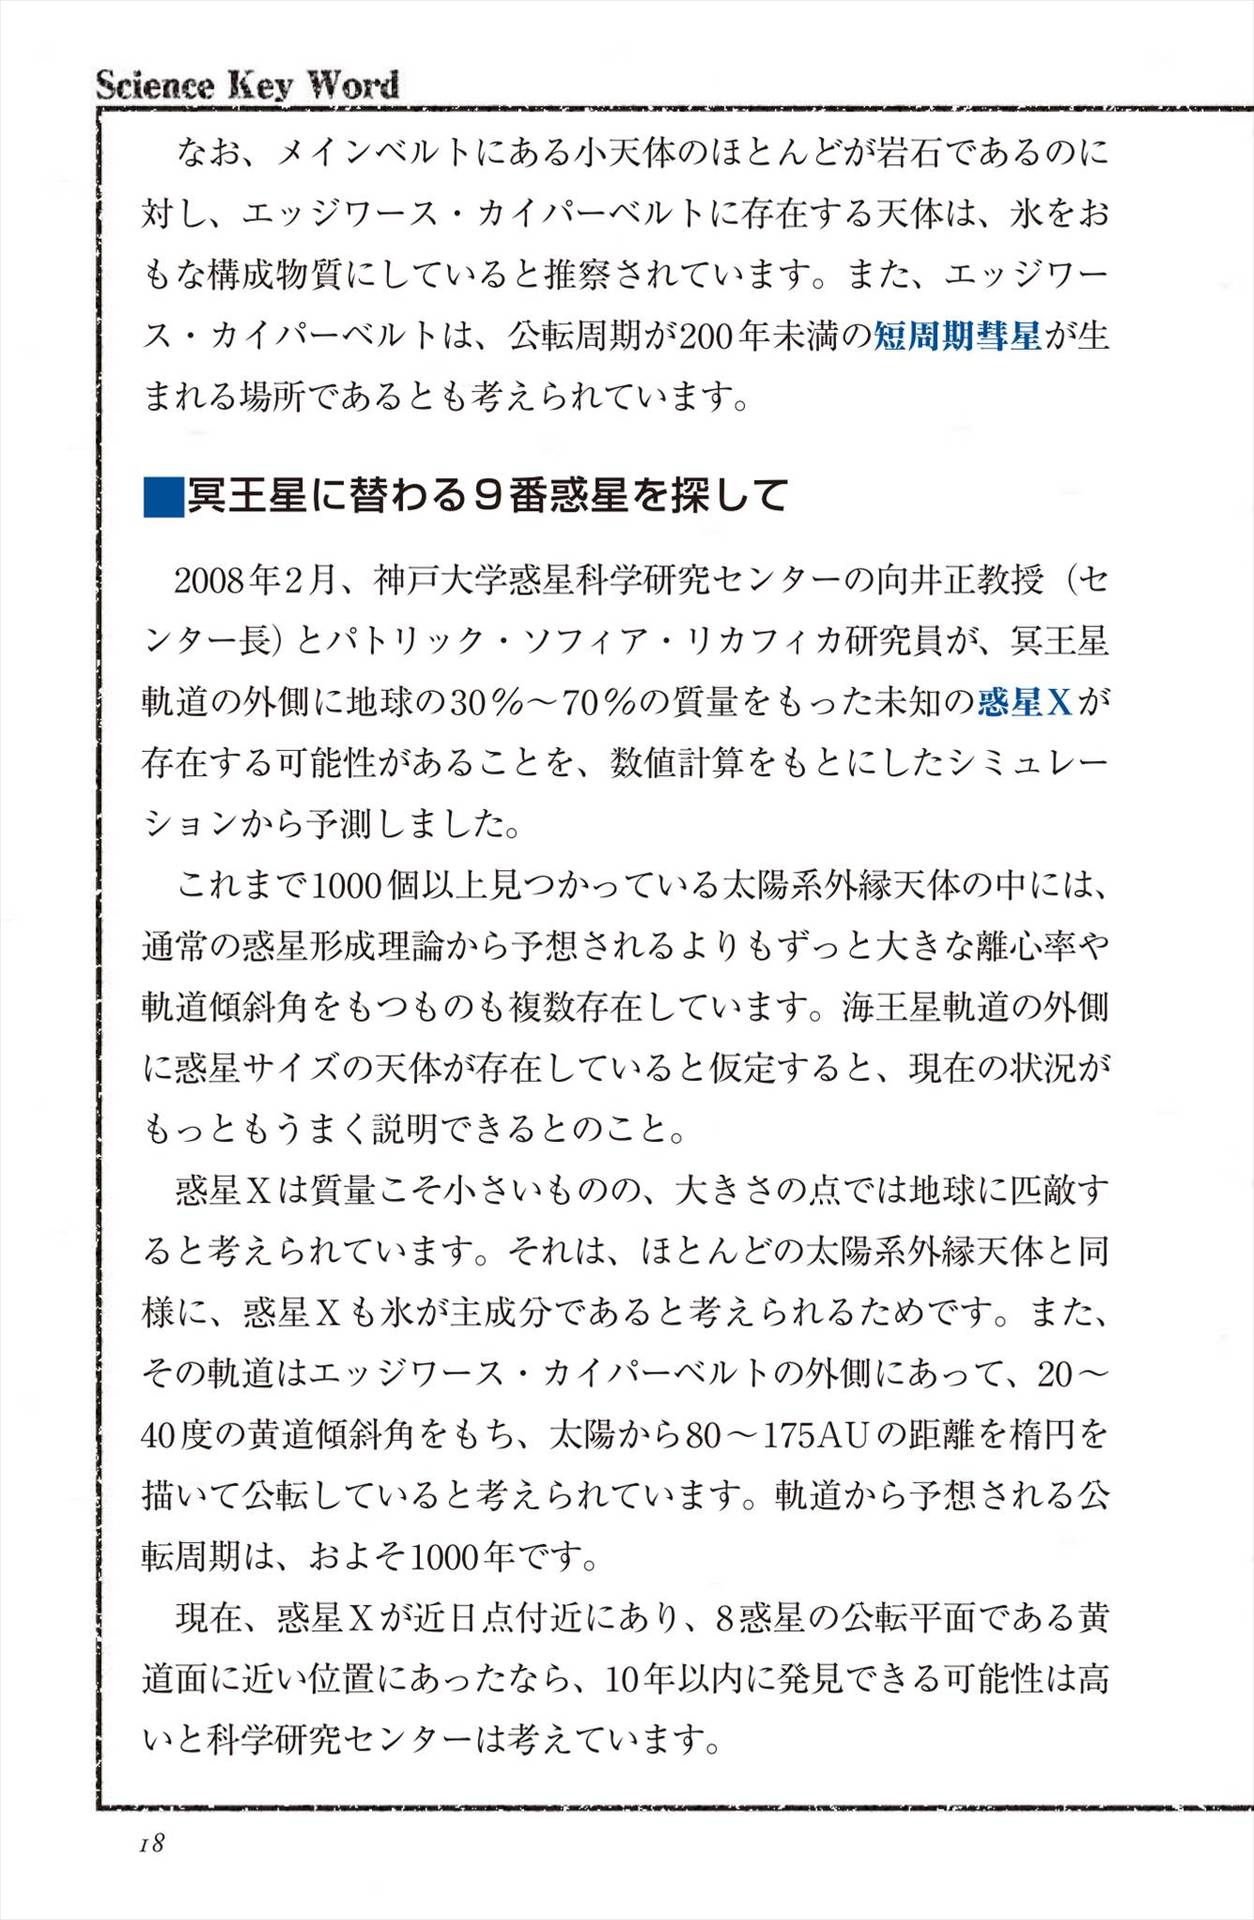 Science Key Word
なお、メインベルトにある小天体のほとんどが岩石であるのに
対し、エッジワース・カイパーベルトに存在する天体は、氷をお
もな構成物質にしていると推察されています。また、エッジワー
ス・カイパーベルトは、公転周期が200年未満の短周期彗星が生
まれる場所であるとも考えられています。
■冥王星に替わる9番惑星を探して
2008年2月、神戸大学惑星科学研究センターの向井正教授（セ
ンター長）とパトリック・ソフィア・リカフィカ研究員が、冥王星
軌道の外側に地球の30％〜70％の質量をもった未知の惑星Xが
存在する可能性があることを、数値計算をもとにしたシミュレー
ションから予測しました。
これまで1000個以上見つかっている太陽系外縁天体の中には、
通常の惑星形成理論から予想されるよりもずっと大きな離心率や
軌道傾斜角をもつものも複数存在しています。海王星軌道の外側
に惑星サイズの天体が存在していると仮定すると、現在の状況が
もっともうまく説明できるとのこと。
惑星Xは質量こそ小さいものの、大きさの点では地球に匹敵す
ると考えられています。それは、ほとんどの太陽系外縁天体と同
様に、惑星Xも氷が主成分であると考えられるためです。また、
その軌道はエッジワース・カイパーベルトの外側にあって、20〜
40度の黄道傾斜角をもち、太陽から80〜175AUの距離を楕円を
描いて公転していると考えられています。軌道から予想される公
転周期は、およそ1000年です。
現在、惑星Xが近日点付近にあり、8惑星の公転平面である黄
道面に近い位置にあったなら、10年以内に発見できる可能性は高
いと科学研究センターは考えています。
18